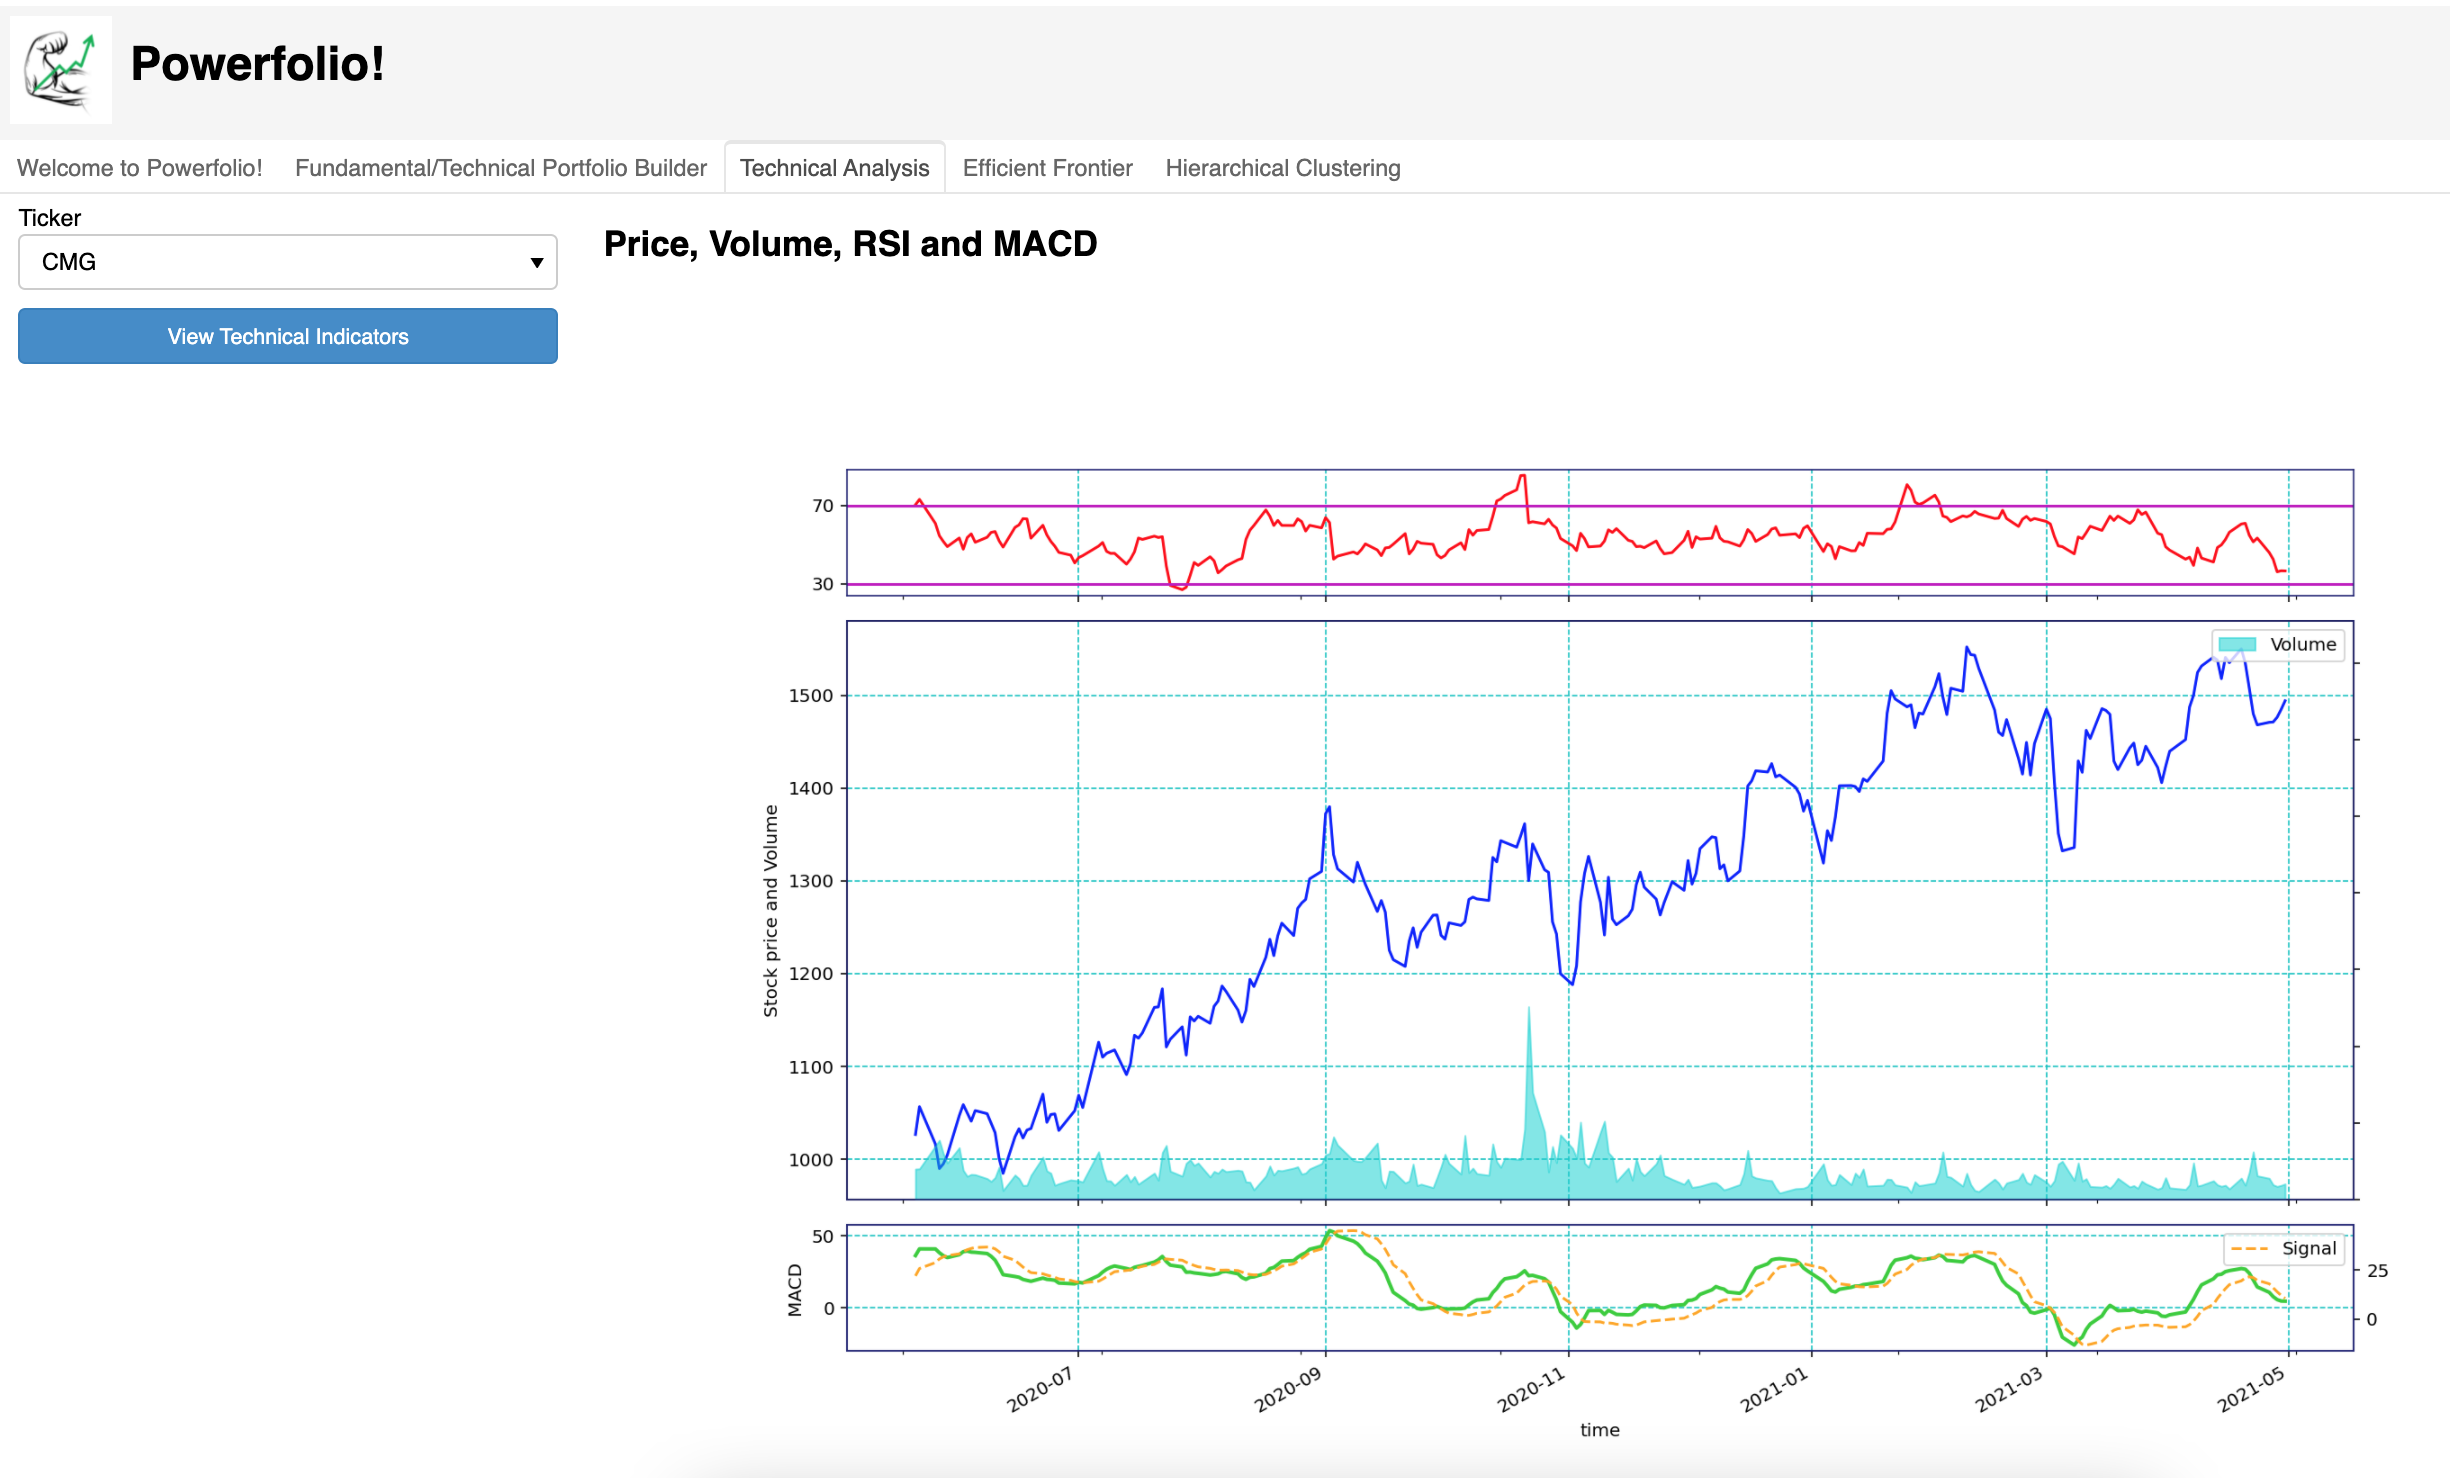 Powerfolio!
Welcome to Powerfolio! Fundamental/Technical Portfolio Builder Technical Analysis Efficient Frontier Hierarchical Clustering
Ticker
CMG
View Technical Indicators
Price, Volume, RSI and MACD
70
30
Volume
1500
1400
1300
1200
1100
1000
Stock price and Volume
Signal
50
0
MACD
25
0
2020-07 2020-09 2020-11 2021-01 2021-03 2021-05
time